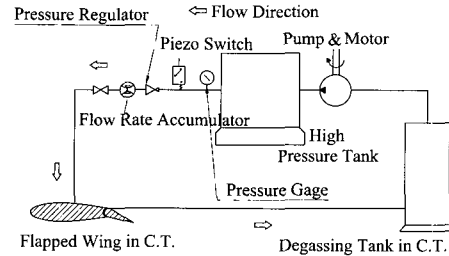 Pressure Regulator
⇦ Flow Direction
Piezo Switch
Pump & Motor
Flow Rate Accumulator
High
Pressure Tank
Pressure Gage
Flapped Wing in C.T.
Degassing Tank in C.T.